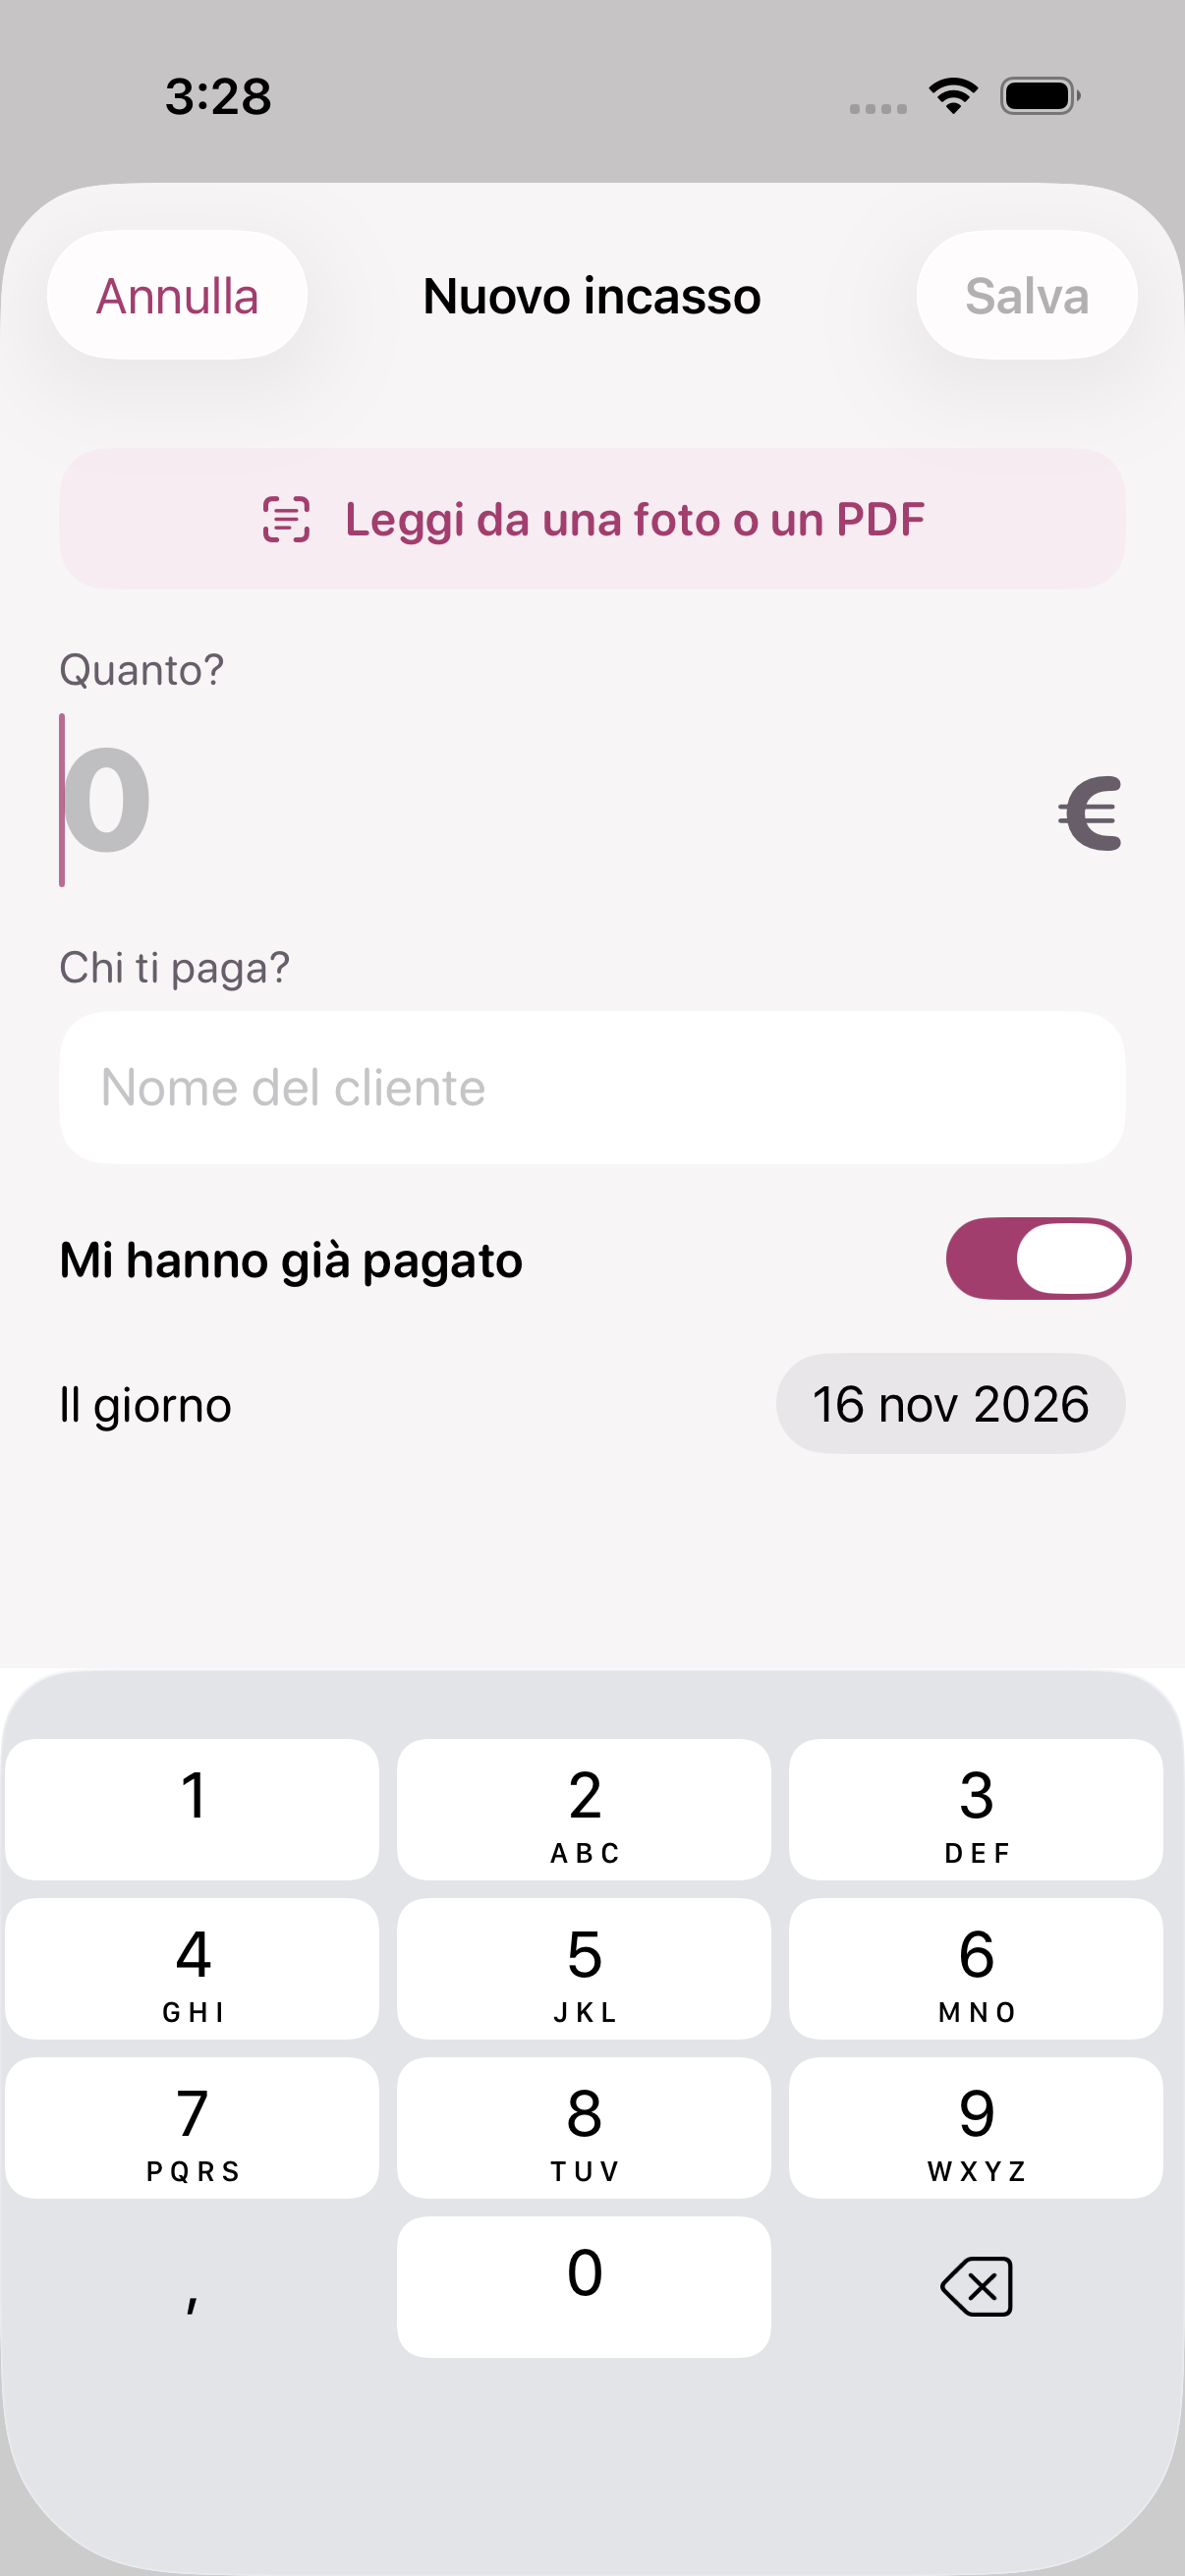 3:28
Annulla
Nuovo incasso
Salva
Leggi da una foto o un PDF
Quanto?
0 €
Chi ti paga?
Nome del cliente
Mi hanno già pagato
Il giorno
16 nov 2026
1
2
ABC
3
DEF
4
GHI
5
JKL
6
MNO
7
PQRS
8
TUV
9
WXYZ
,
0